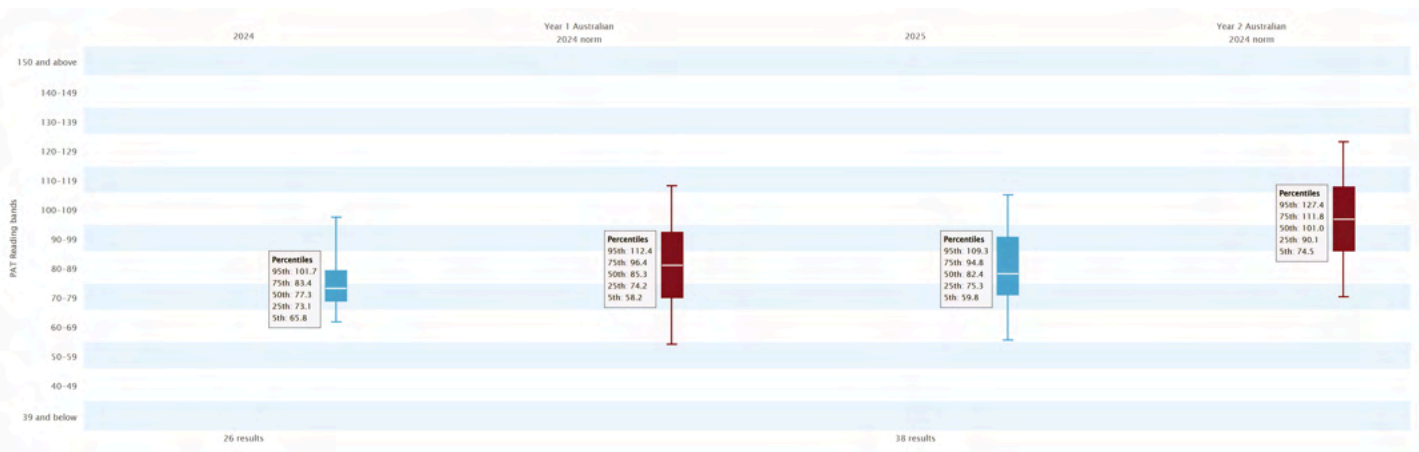 2024
Year 1 Australian
2024 norm
2025
Year 2 Australian
2024 norm
PAT Reading bands
150 and above
140-149
130-139
120-129
110-119
100-109
90-99
80-89
70-79
60-69
50-59
40-49
39 and below
Percentiles
95th: 101.7
75th: 83.4
50th: 77.3
25th: 73.1
5th: 65.8
Percentiles
95th: 112.4
75th: 96.4
50th: 85.3
25th: 74.2
5th: 58.2
Percentiles
95th: 109.3
75th: 94.8
50th: 82.4
25th: 75.3
5th: 59.8
Percentiles
95th: 127.4
75th: 111.8
50th: 101.0
25th: 90.1
5th: 74.5
26 results
38 results